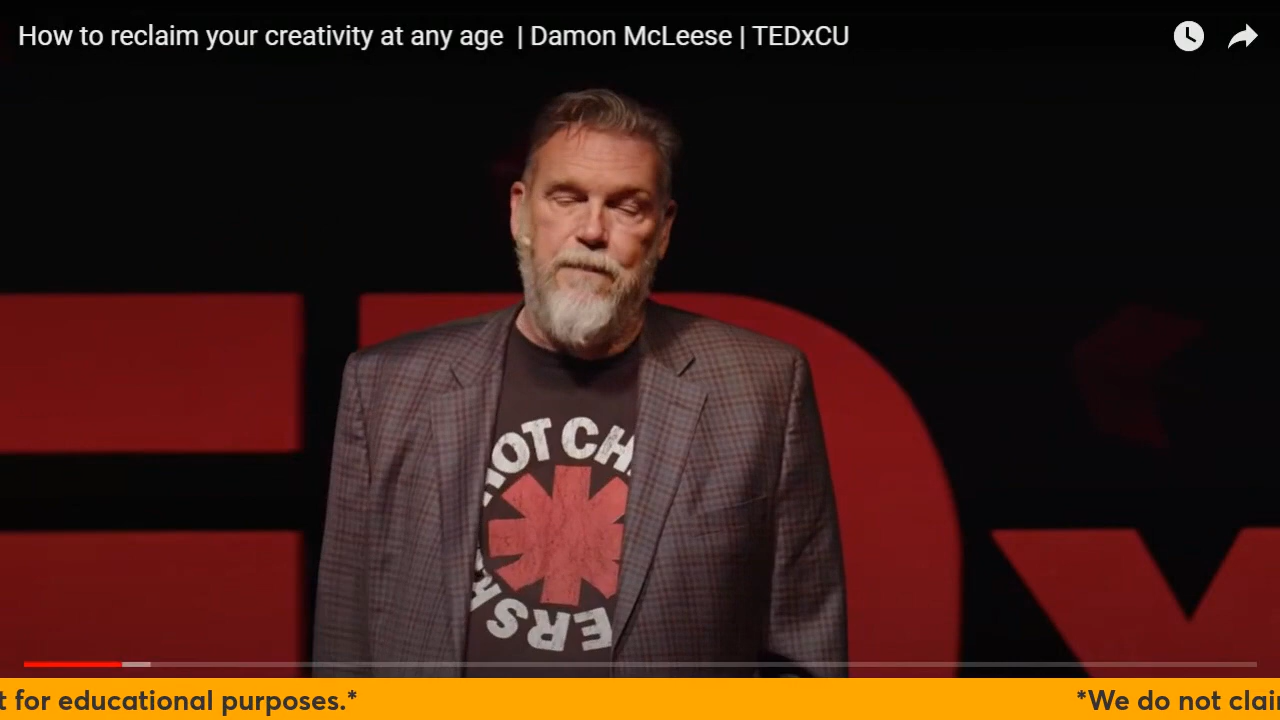 How to reclaim your creativity at any age | Damon McLeese | TEDxCU
EDx
HOT CH
ERS
t for educational purposes.*
*We do not clai